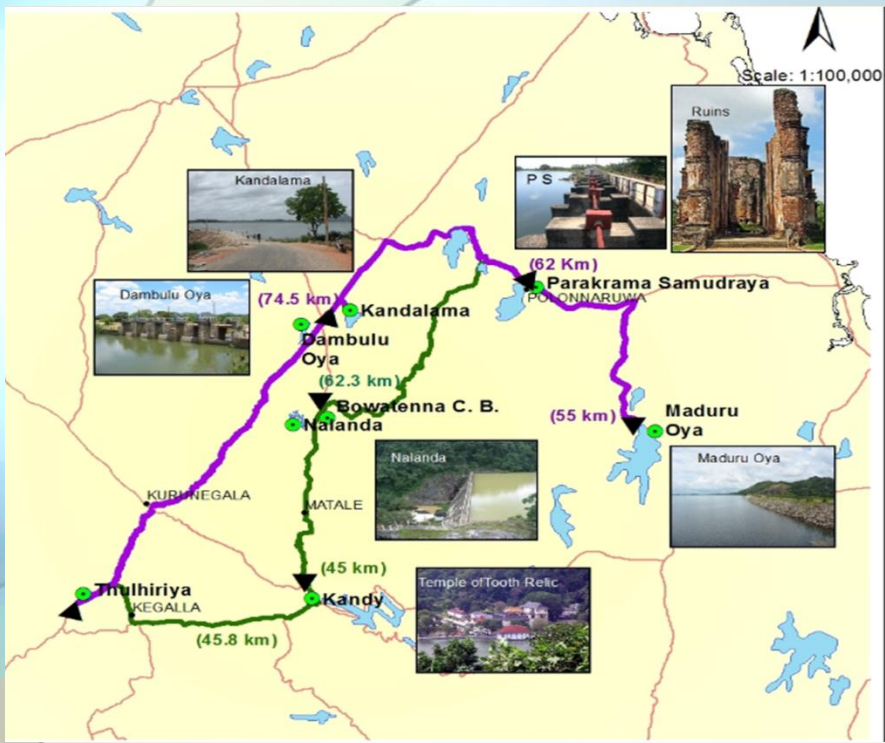 Scale: 1:100,000
Ruins
Kandalama
P S
(62 Km)
Parakrama Samudraya
POLONNARUWA
Dambulu Oya
(74.5 km)
Kandalama
Dambulu
Oya
(62.3 km)
Bowatenna C. B.
Nalanda
(55 km)
Maduru
Oya
Nalanda
Maduru Oya
KURUNEGALA
MATALE
(45 km)
Temple of Tooth Relic
Thulhiriya
Kandy
KEGALLA
(45.8 km)